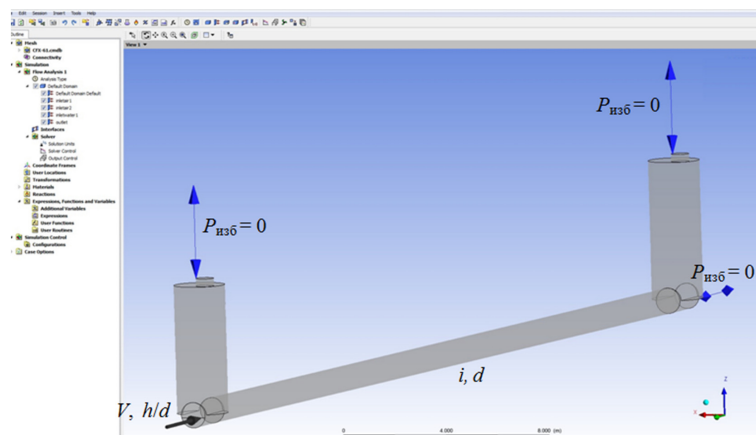 File Edit Session Insert Tools Help
Outline
Mesh
CFX-61.cmdb
Connectivity
Simulation
Flow Analysis 1
Analysis Type
Default Domain
Default Domain Default
inletair1
inletair2
inletwater1
outlet
Interfaces
Solver
Solution Units
Solver Control
Output Control
Coordinate Frames
User Locations
Transformations
Materials
Reactions
Expressions, Functions and Variables
Additional Variables
Expressions
User Functions
User Routines
Simulation Control
Configurations
Case Options
View 1
Pизб = 0
Pизб = 0
Pизб = 0
i, d
V, h/d
0 4.000 8.000 (m)
z
x